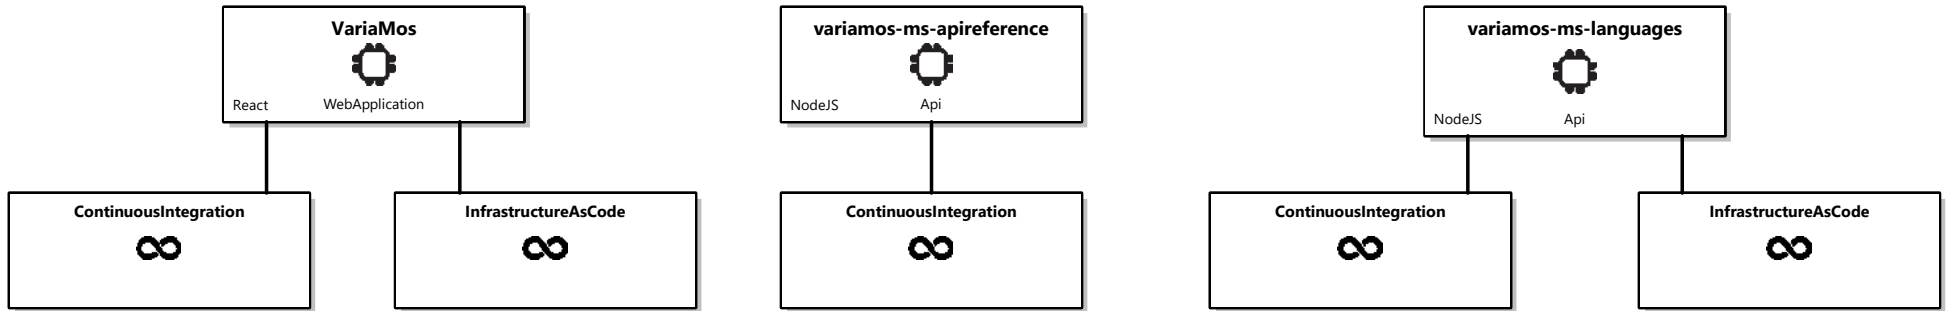 VariaMos
React WebApplication
ContinuousIntegration
InfrastructureAsCode
variamos-ms-apireference
NodeJS Api
ContinuousIntegration
variamos-ms-languages
NodeJS Api
ContinuousIntegration
InfrastructureAsCode